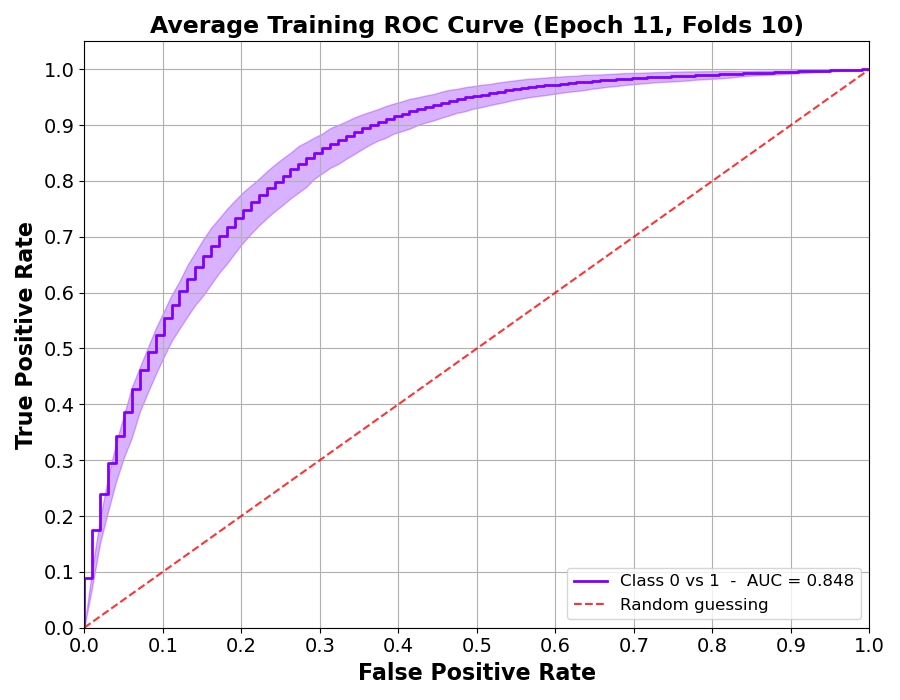 Average Training ROC Curve (Epoch 11, Folds 10)
True Positive Rate
1.0
0.9
0.8
0.7
0.6
0.5
0.4
0.3
0.2
0.1
0.0
Class 0 vs 1 - AUC = 0.848
Random guessing
0.0 0.1 0.2 0.3 0.4 0.5 0.6 0.7 0.8 0.9 1.0
False Positive Rate